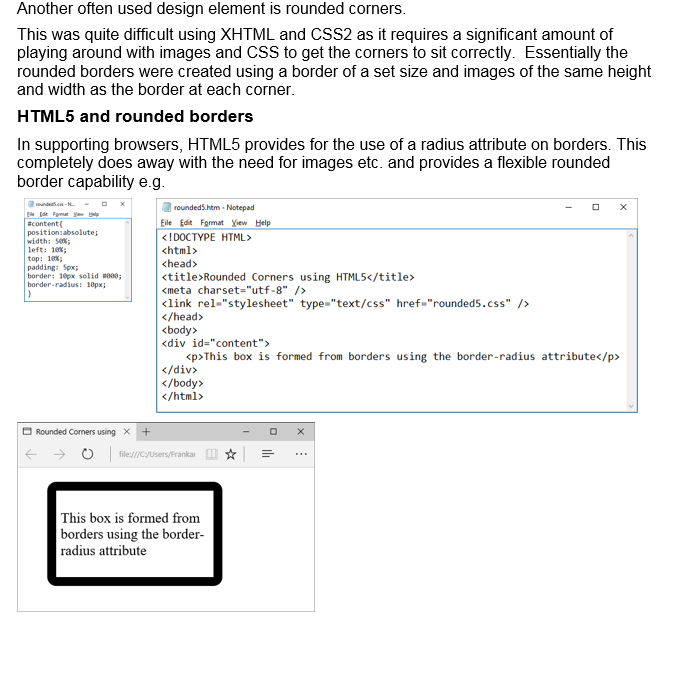 Another often used design element is rounded corners.
This was quite difficult using XHTML and CSS2 as it requires a significant amount of
playing around with images and CSS to get the corners to sit correctly.  Essentially the
rounded borders were created using a border of a set size and images of the same height
and width as the border at each corner.
HTML5 and rounded borders
In supporting browsers, HTML5 provides for the use of a radius attribute on borders. This
completely does away with the need for images etc. and provides a flexible rounded
border capability e.g.
rounded5.css - N...
File Edit Format View Help
#content{
position:absolute;
width: 50%;
left: 10%;
top: 10%;
padding: 5px;
border: 10px solid #000;
border-radius: 10px;
}
rounded5.htm - Notepad
File Edit Format View Help
<!DOCTYPE HTML>
<html>
<head>
<title>Rounded Corners using HTML5</title>
<meta charset="utf-8" />
<link rel="stylesheet" type="text/css" href="rounded5.css" />
</head>
<body>
<div id="content">
<p>This box is formed from borders using the border-radius attribute</p>
</div>
</body>
</html>
Rounded Corners using
file:///C:/Users/Frankar
This box is formed from
borders using the border-
radius attribute